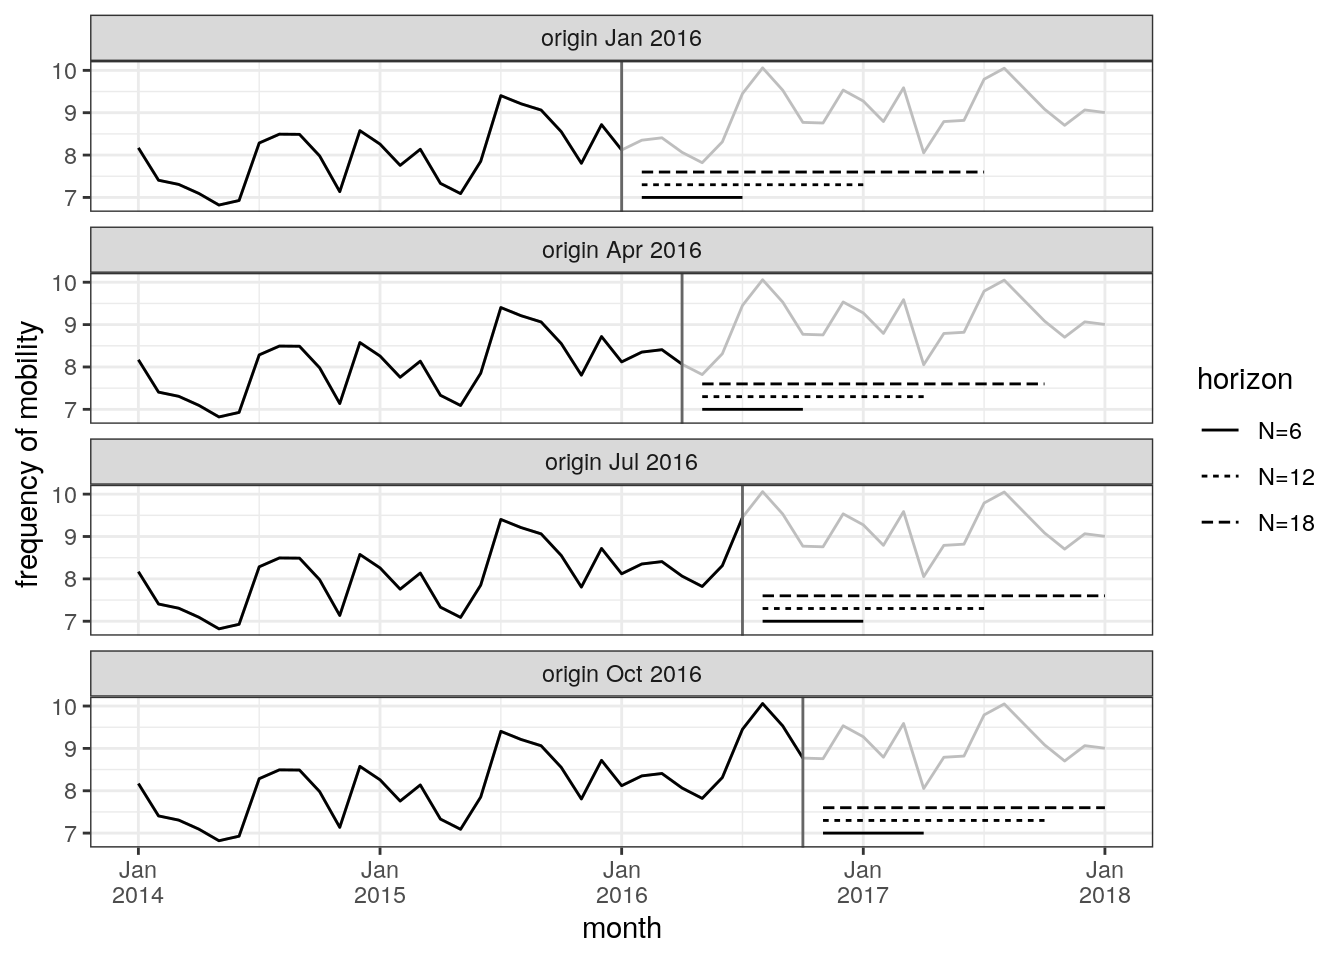 origin Jan 2016
10
9
8
7
origin Apr 2016
10
9
8
7
origin Jul 2016
10
9
8
7
origin Oct 2016
10
9
8
7
frequency of mobility
Jan
2014
Jan
2015
Jan
2016
Jan
2017
Jan
2018
month
horizon
N=6
N=12
N=18